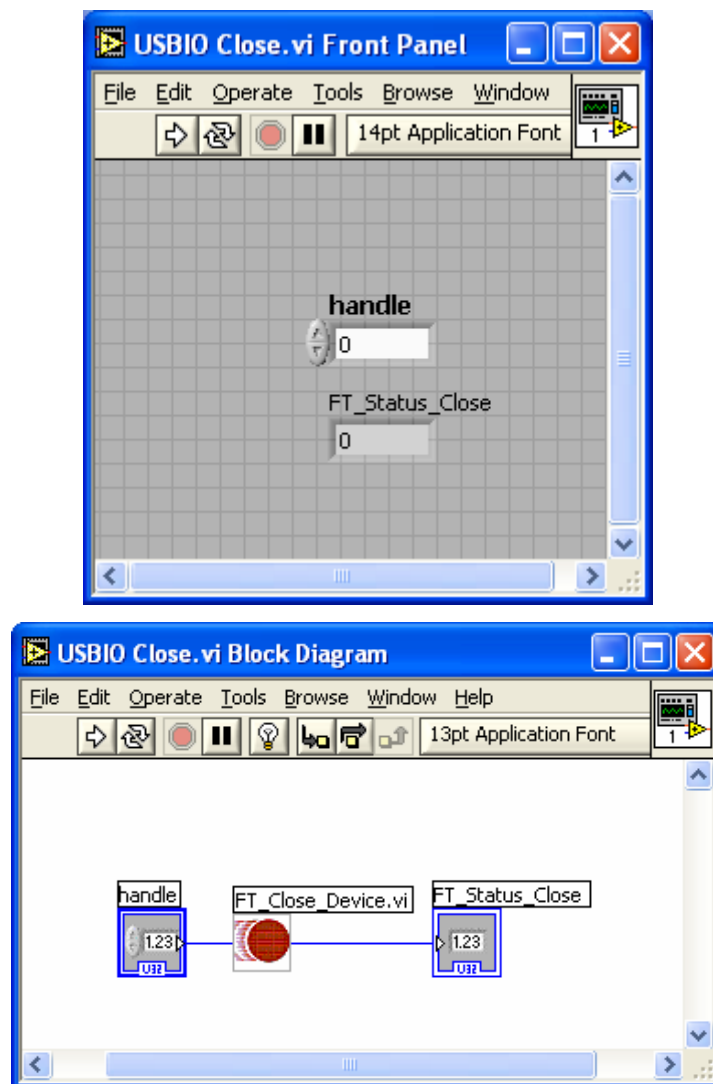 USBIO Close.vi Front Panel
File Edit Operate Tools Browse Window
14pt Application Font
1
handle
0
FT_Status_Close
0
USBIO Close.vi Block Diagram
File Edit Operate Tools Browse Window Help
13pt Application Font
1
handle FT_Close_Device.vi FT_Status_Close
1.23 1.23
U32 U32